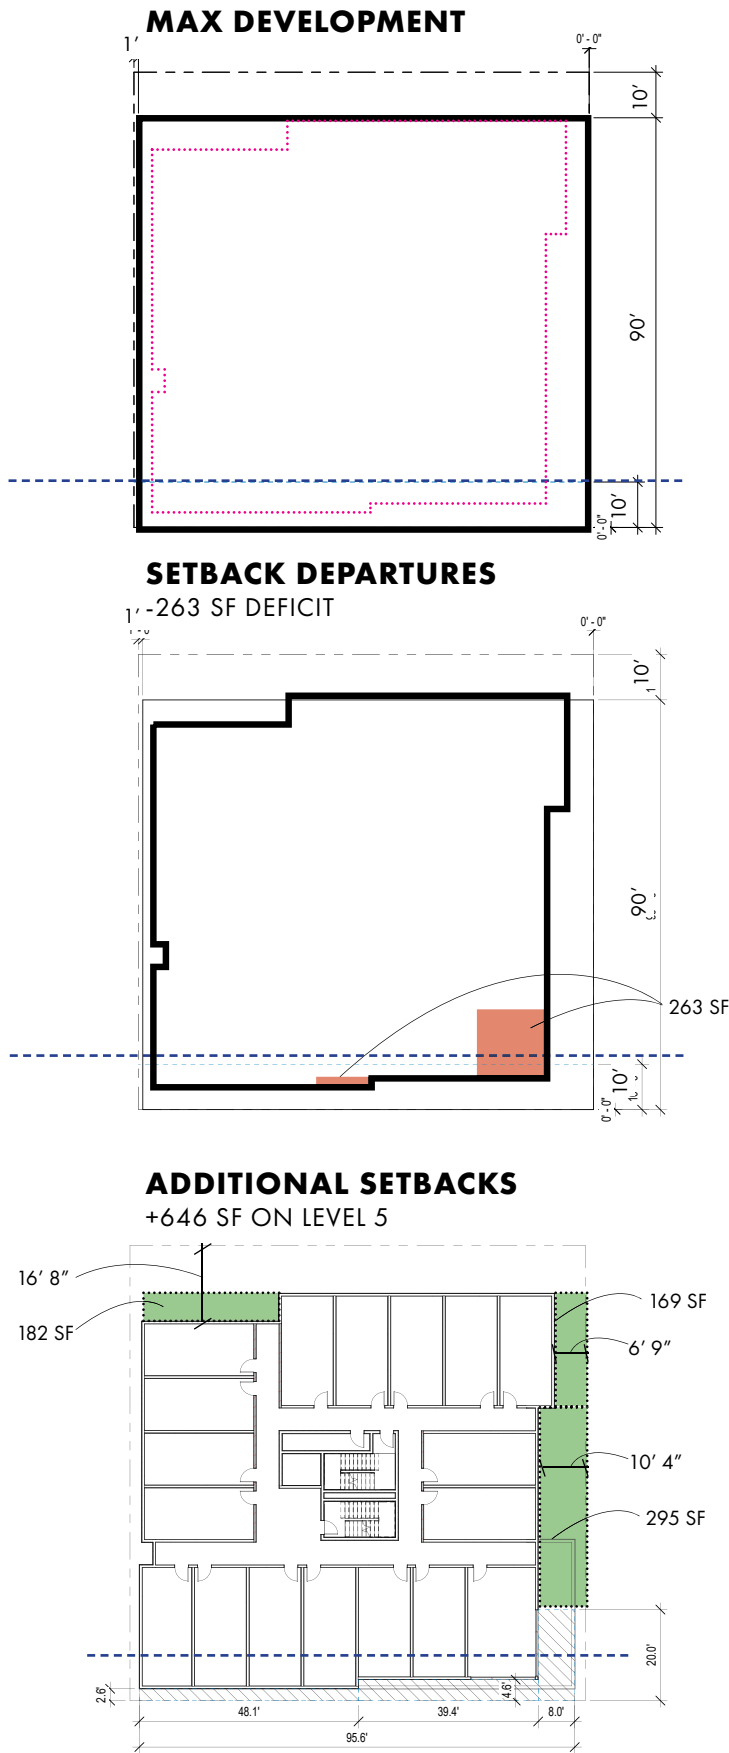 MAX DEVELOPMENT
1’
0' - 0"
10’
90’
10’
0' - 0"
SETBACK DEPARTURES
1’ -263 SF DEFICIT
0' - 0"
10’
90’
263 SF
10’
0' - 0"
ADDITIONAL SETBACKS
+646 SF ON LEVEL 5
16’ 8”
182 SF
169 SF
6’ 9”
10’ 4”
295 SF
20.0'
2.6'
4.6'
48.1'
39.4'
8.0'
95.6'